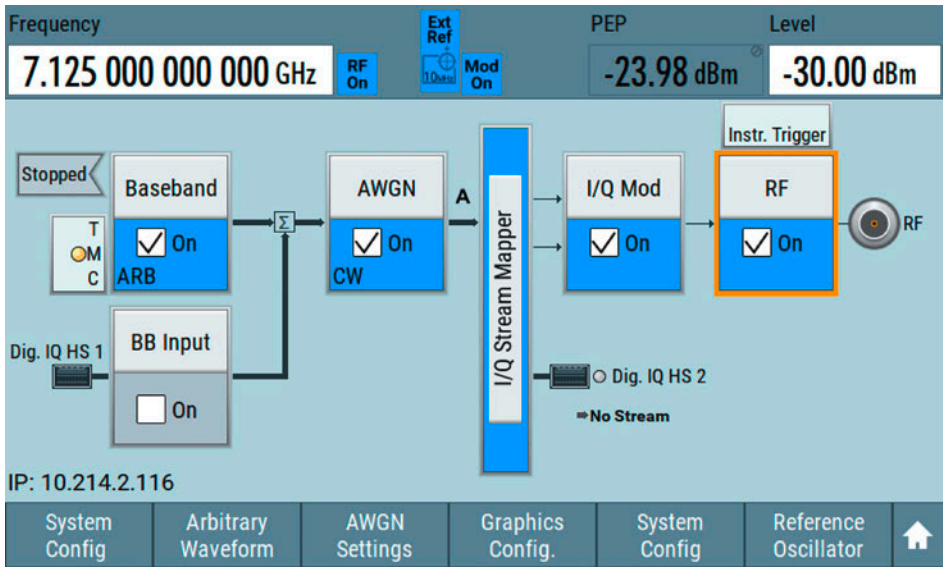 Frequency
Ext
Ref
PEP
Level
7.125 000 000 000 GHz
RF
On
10MHz
Mod
On
-23.98 dBm
-30.00 dBm
Instr. Trigger
Stopped
Baseband
AWGN
A
I/Q Mod
RF
T
M
C
On
ARB
Σ
On
CW
I/Q Stream Mapper
On
On
RF
Dig. IQ HS 1
BB Input
On
Dig. IQ HS 2
No Stream
IP: 10.214.2.116
System
Config
Arbitrary
Waveform
AWGN
Settings
Graphics
Config.
System
Config
Reference
Oscillator